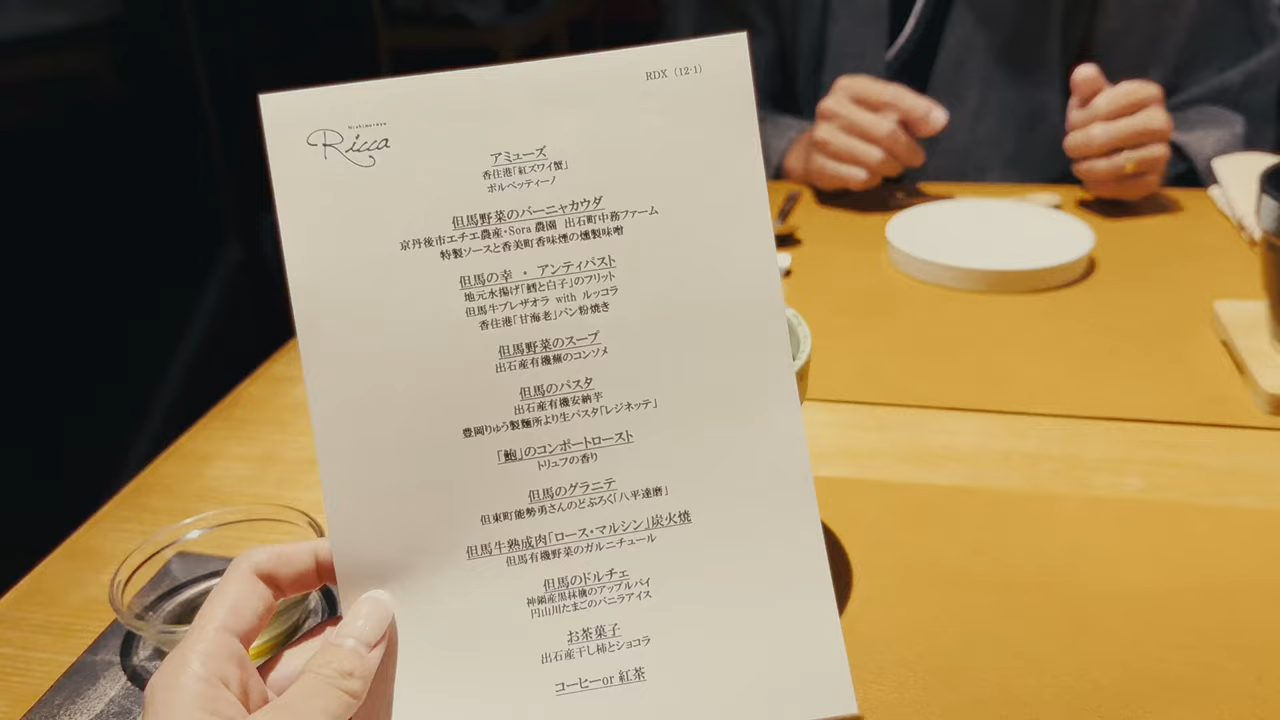 RDX (12-1)
Nishimuraya
Ricca
アミューズ
香住港「紅ズワイ蟹」
ポルペッティーノ
但馬野菜のバーニャカウダ
京丹後市エチエ農産・Sora 農園 出石町中務ファーム
特製ソースと香美町香味煙の燻製味噌
但馬の幸 ・ アンティパスト
地元水揚げ「鱈と白子」のフリット
但馬牛ブレザオラ with ルッコラ
香住港「甘海老」パン粉焼き
但馬野菜のスープ
出石産有機蕪のコンソメ
但馬のパスタ
出石産有機安納芋
豊岡りゅう製麺所より生パスタ「レジネッテ」
「鮑」のコンポートロースト
トリュフの香り
但馬のグラニテ
但東町能勢勇さんのどぶろく「八平達磨」
但馬牛熟成肉「ロース・マルシン」炭火焼
但馬有機野菜のガルニチュール
但馬のドルチェ
神鍋産黒林檎のアップルパイ
円山川たまごのバニラアイス
お茶菓子
出石産干し柿とショコラ
コーヒーor 紅茶